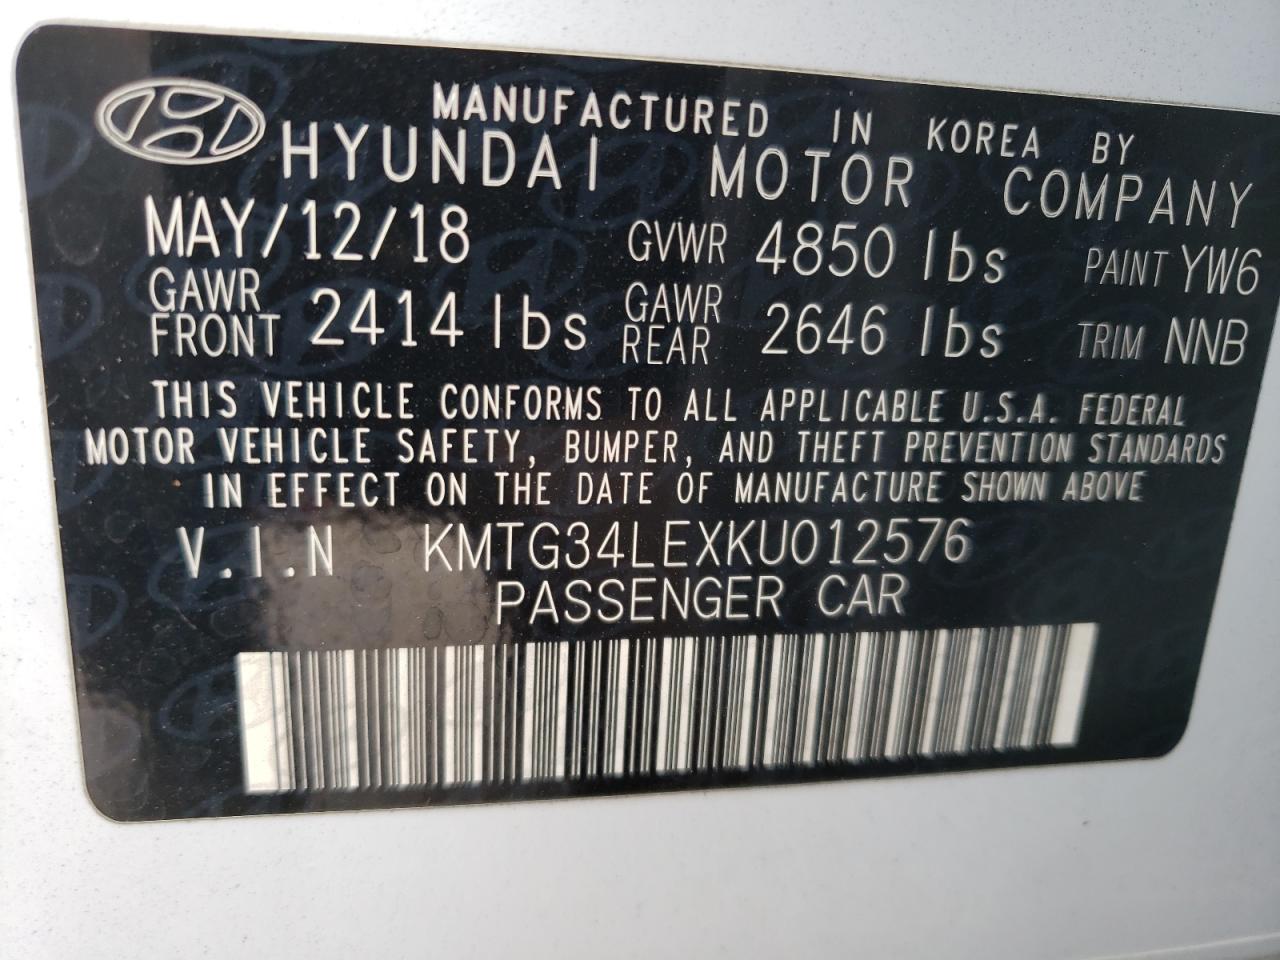 MANUFACTURED IN KOREA BY
HYUNDAI MOTOR COMPANY
MAY/12/18 GVWR 4850 lbs PAINT YW6
GAWR FRONT 2414 lbs GAWR REAR 2646 lbs TRIM NNB
THIS VEHICLE CONFORMS TO ALL APPLICABLE U.S.A. FEDERAL
MOTOR VEHICLE SAFETY, BUMPER, AND THEFT PREVENTION STANDARDS
IN EFFECT ON THE DATE OF MANUFACTURE SHOWN ABOVE
V.I.N KMTG34LEXKU012576
PASSENGER CAR